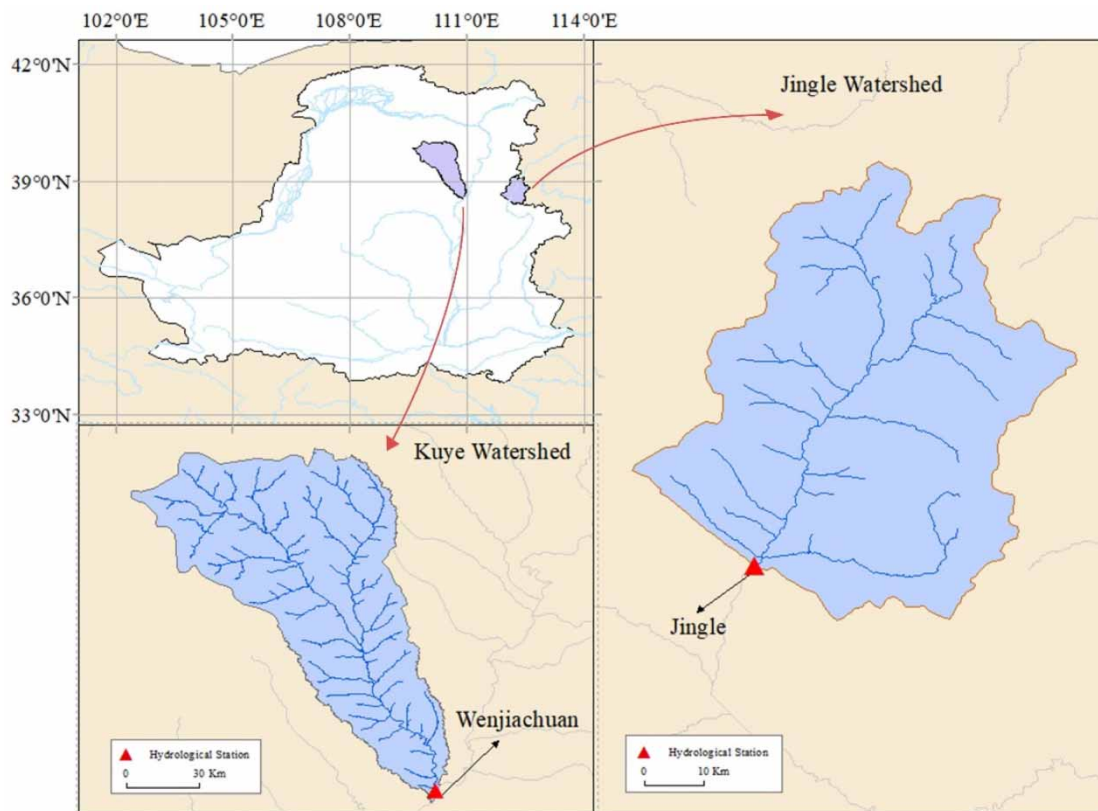 102°0'E 105°0'E 108°0'E 111°0'E 114°0'E
42°0'N
39°0'N
36°0'N
33°0'N
Jingle Watershed
Kuye Watershed
Jingle
Wenjiachuan
Hydrological Station
0 30 Km
Hydrological Station
0 10 Km